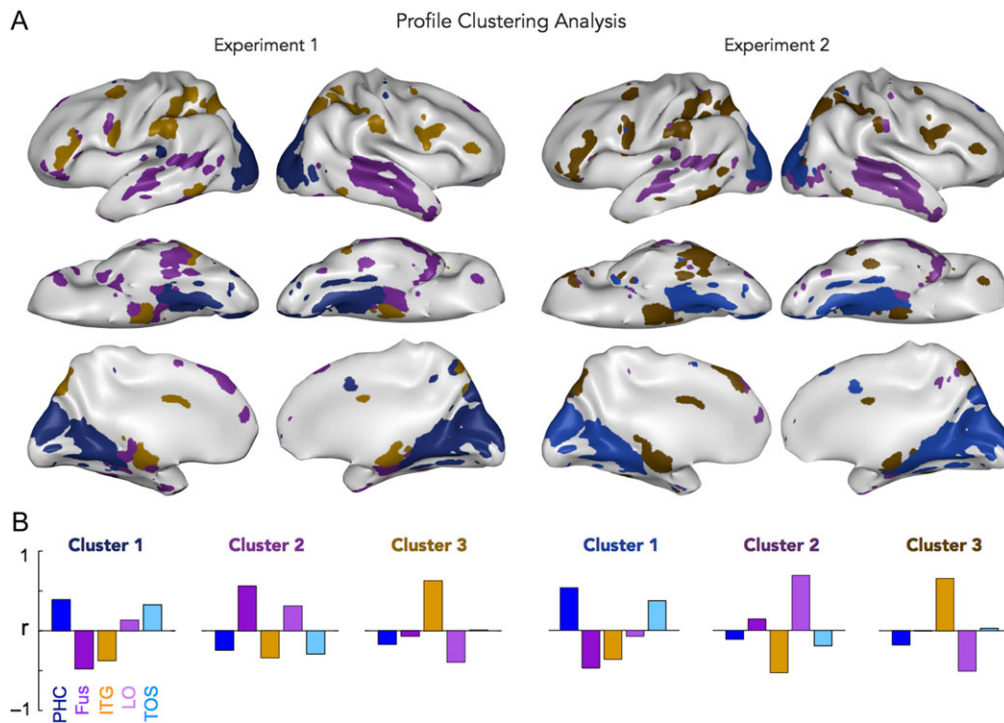 A
Profile Clustering Analysis
Experiment 1
Experiment 2
B
Cluster 1
Cluster 2
Cluster 3
Cluster 1
Cluster 2
Cluster 3
1
r
–1
PHC
Fus
ITG
LO
TOS